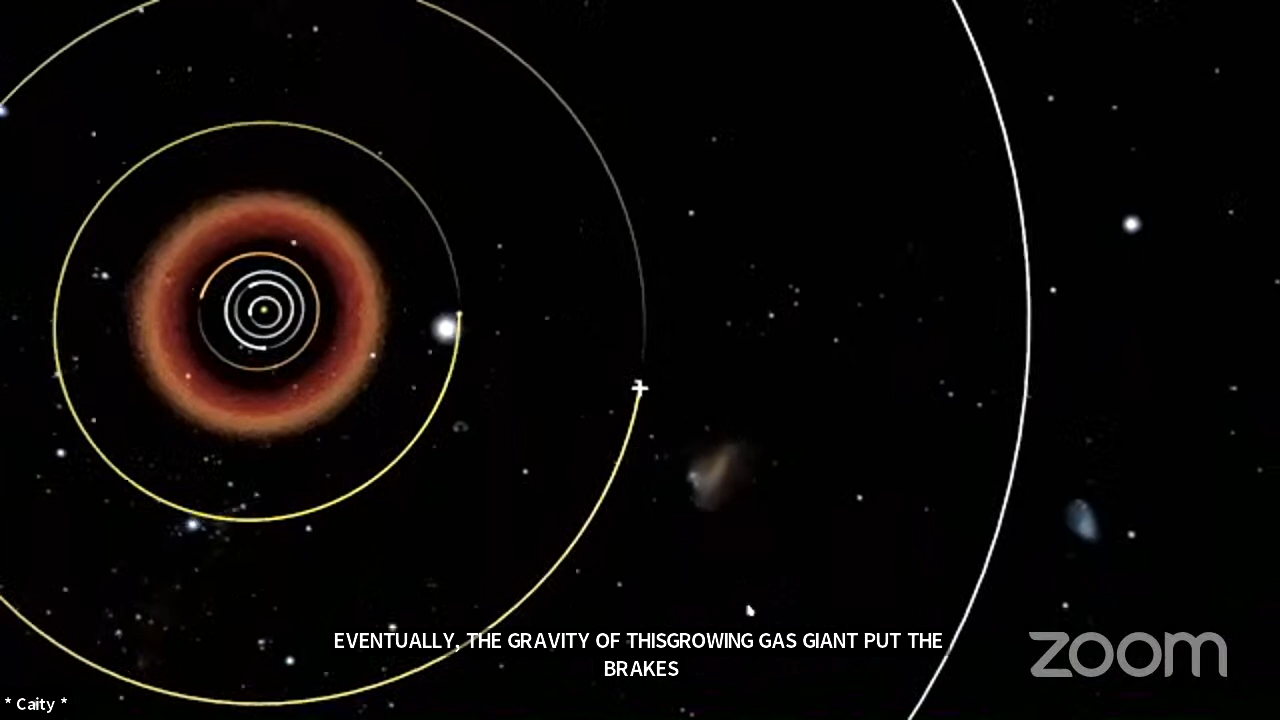 EVENTUALLY, THE GRAVITY OF THISGROWING GAS GIANT PUT THE
BRAKES
zoom
* Caity *